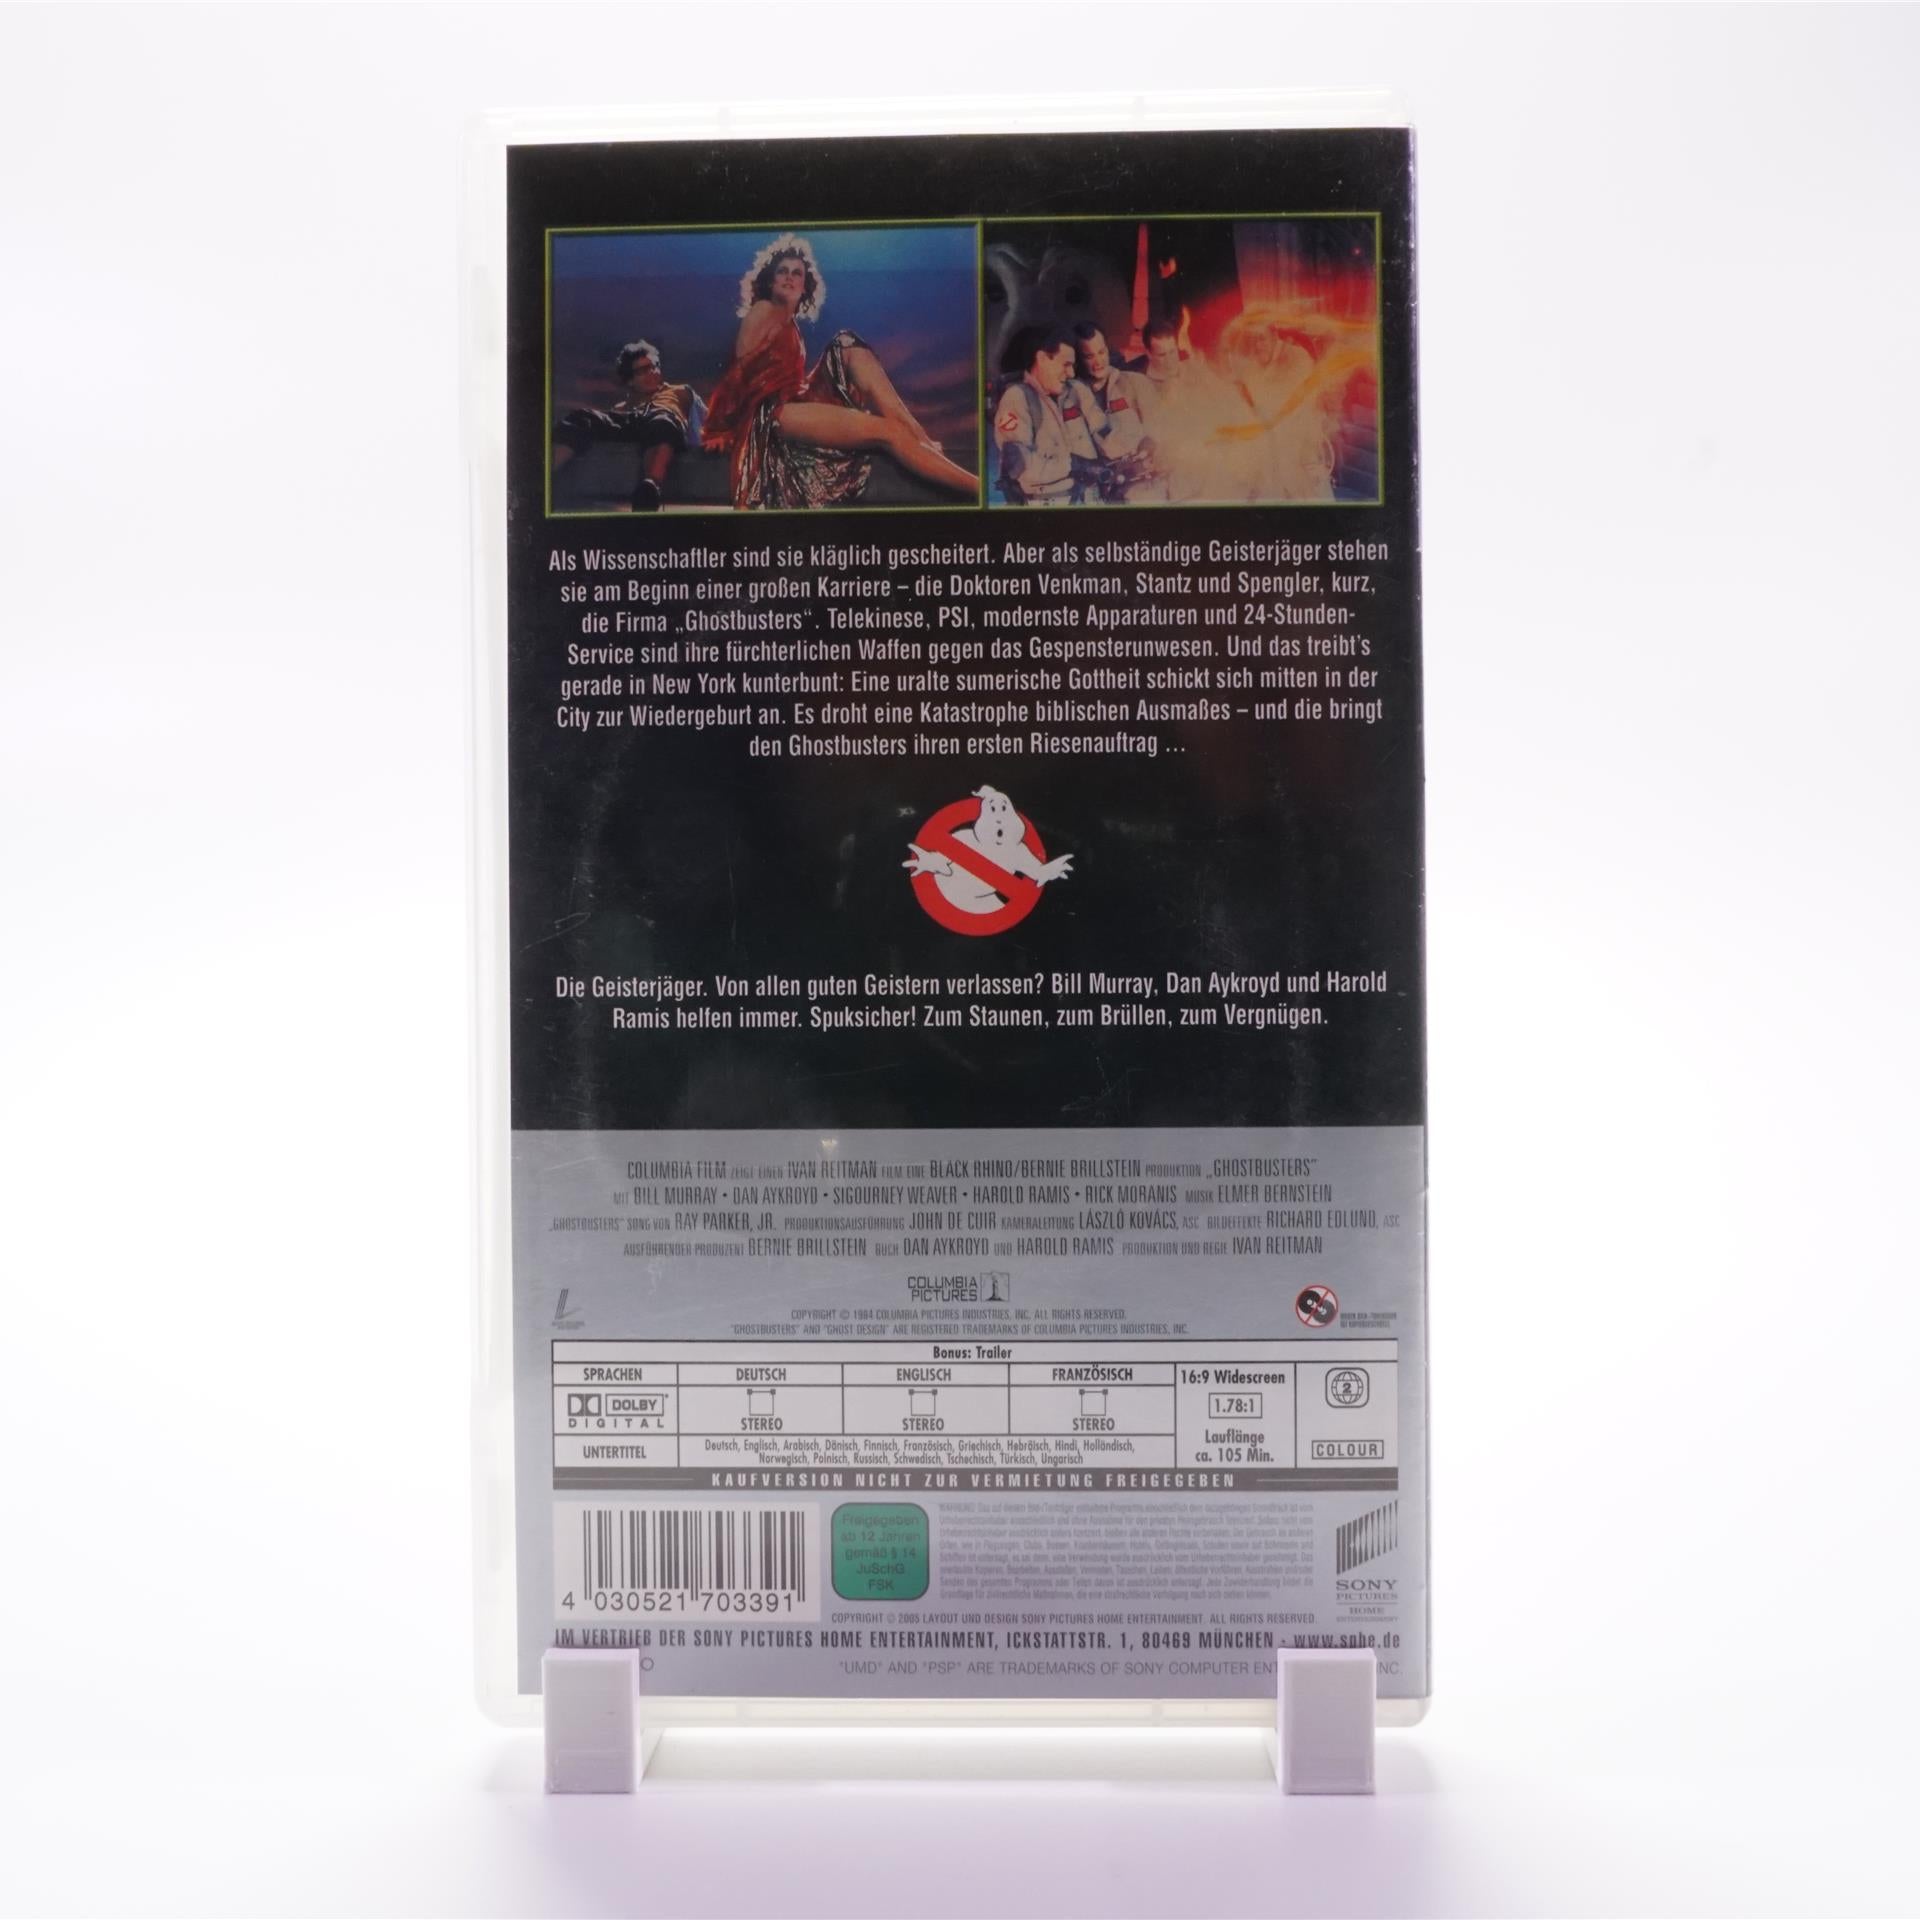 Als Wissenschaftler sind sie kläglich gescheitert. Aber als selbständige Geisterjäger stehen
sie am Beginn einer großen Karriere – die Doktoren Venkman, Stantz und Spengler, kurz,
die Firma „Ghostbusters“. Telekinese, PSI, modernste Apparaturen und 24-Stunden-
Service sind ihre fürchterlichen Waffen gegen das Gespensterunwesen. Und das treibt's
gerade in New York kunterbunt: Eine uralte sumerische Gottheit schickt sich mitten in der
City zur Wiedergeburt an. Es droht eine Katastrophe biblischen Ausmaßes – und die bringt
den Ghostbusters ihren ersten Riesenauftrag ...
Die Geisterjäger. Von allen guten Geistern verlassen? Bill Murray, Dan Aykroyd und Harold
Ramis helfen immer. Spuksicher! Zum Staunen, zum Brüllen, zum Vergnügen.
COLUMBIA FILM ZEIGT EINEN IVAN REITMAN FILM EINE BLACK RHINO/BERNIE BRILLSTEIN PRODUKTION „GHOSTBUSTERS“
MIT BILL MURRAY • DAN AYKROYD • SIGOURNEY WEAVER • HAROLD RAMIS • RICK MORANIS MUSIK ELMER BERNSTEIN
„GHOSTBUSTERS“ SONG VON RAY PARKER, JR. PRODUKTIONSAUSFÜHRUNG JOHN DE CUIR KAMERALEITUNG LÁSZLÓ KOVÁCS, ASC BILDEFFEKTE RICHARD EDLUND, ASC
AUSFÜHRENDER PRODUZENT BERNIE BRILLSTEIN BUCH DAN AYKROYD UND HAROLD RAMIS PRODUKTION UND REGIE IVAN REITMAN
COLUMBIA
PICTURES
COPYRIGHT © 1984 COLUMBIA PICTURES INDUSTRIES, INC. ALL RIGHTS RESERVED.
"GHOSTBUSTERS" AND "GHOST DESIGN" ARE REGISTERED TRADEMARKS OF COLUMBIA PICTURES INDUSTRIES, INC.
Bonus: Trailer
SPRACHEN DEUTSCH ENGLISCH FRANZÖSISCH 16:9 Widescreen 2
DOLBY
DIGITAL STEREO STEREO STEREO 1.78:1
UNTERTITEL
Deutsch, Englisch, Arabisch, Dänisch, Finnisch, Französisch, Griechisch, Hebräisch, Hindi, Holländisch,
Norwegisch, Polnisch, Russisch, Schwedisch, Tschechisch, Türkisch, Ungarisch
Lauflänge
ca. 105 Min.
COLOUR
KAUFVERSION NICHT ZUR VERMIETUNG FREIGEGEBEN
4 030521 703391
Freigegeben
ab 12 Jahren
gemäß § 14
JuSchG
FSK
SONY
PICTURES
HOME
ENTERTAINMENT
COPYRIGHT © 2005 LAYOUT UND DESIGN SONY PICTURES HOME ENTERTAINMENT. ALL RIGHTS RESERVED.
IM VERTRIEB DER SONY PICTURES HOME ENTERTAINMENT, ICKSTATTSTR. 1, 80469 MÜNCHEN · www.sphe.de
"UMD" AND "PSP" ARE TRADEMARKS OF SONY COMPUTER INC.